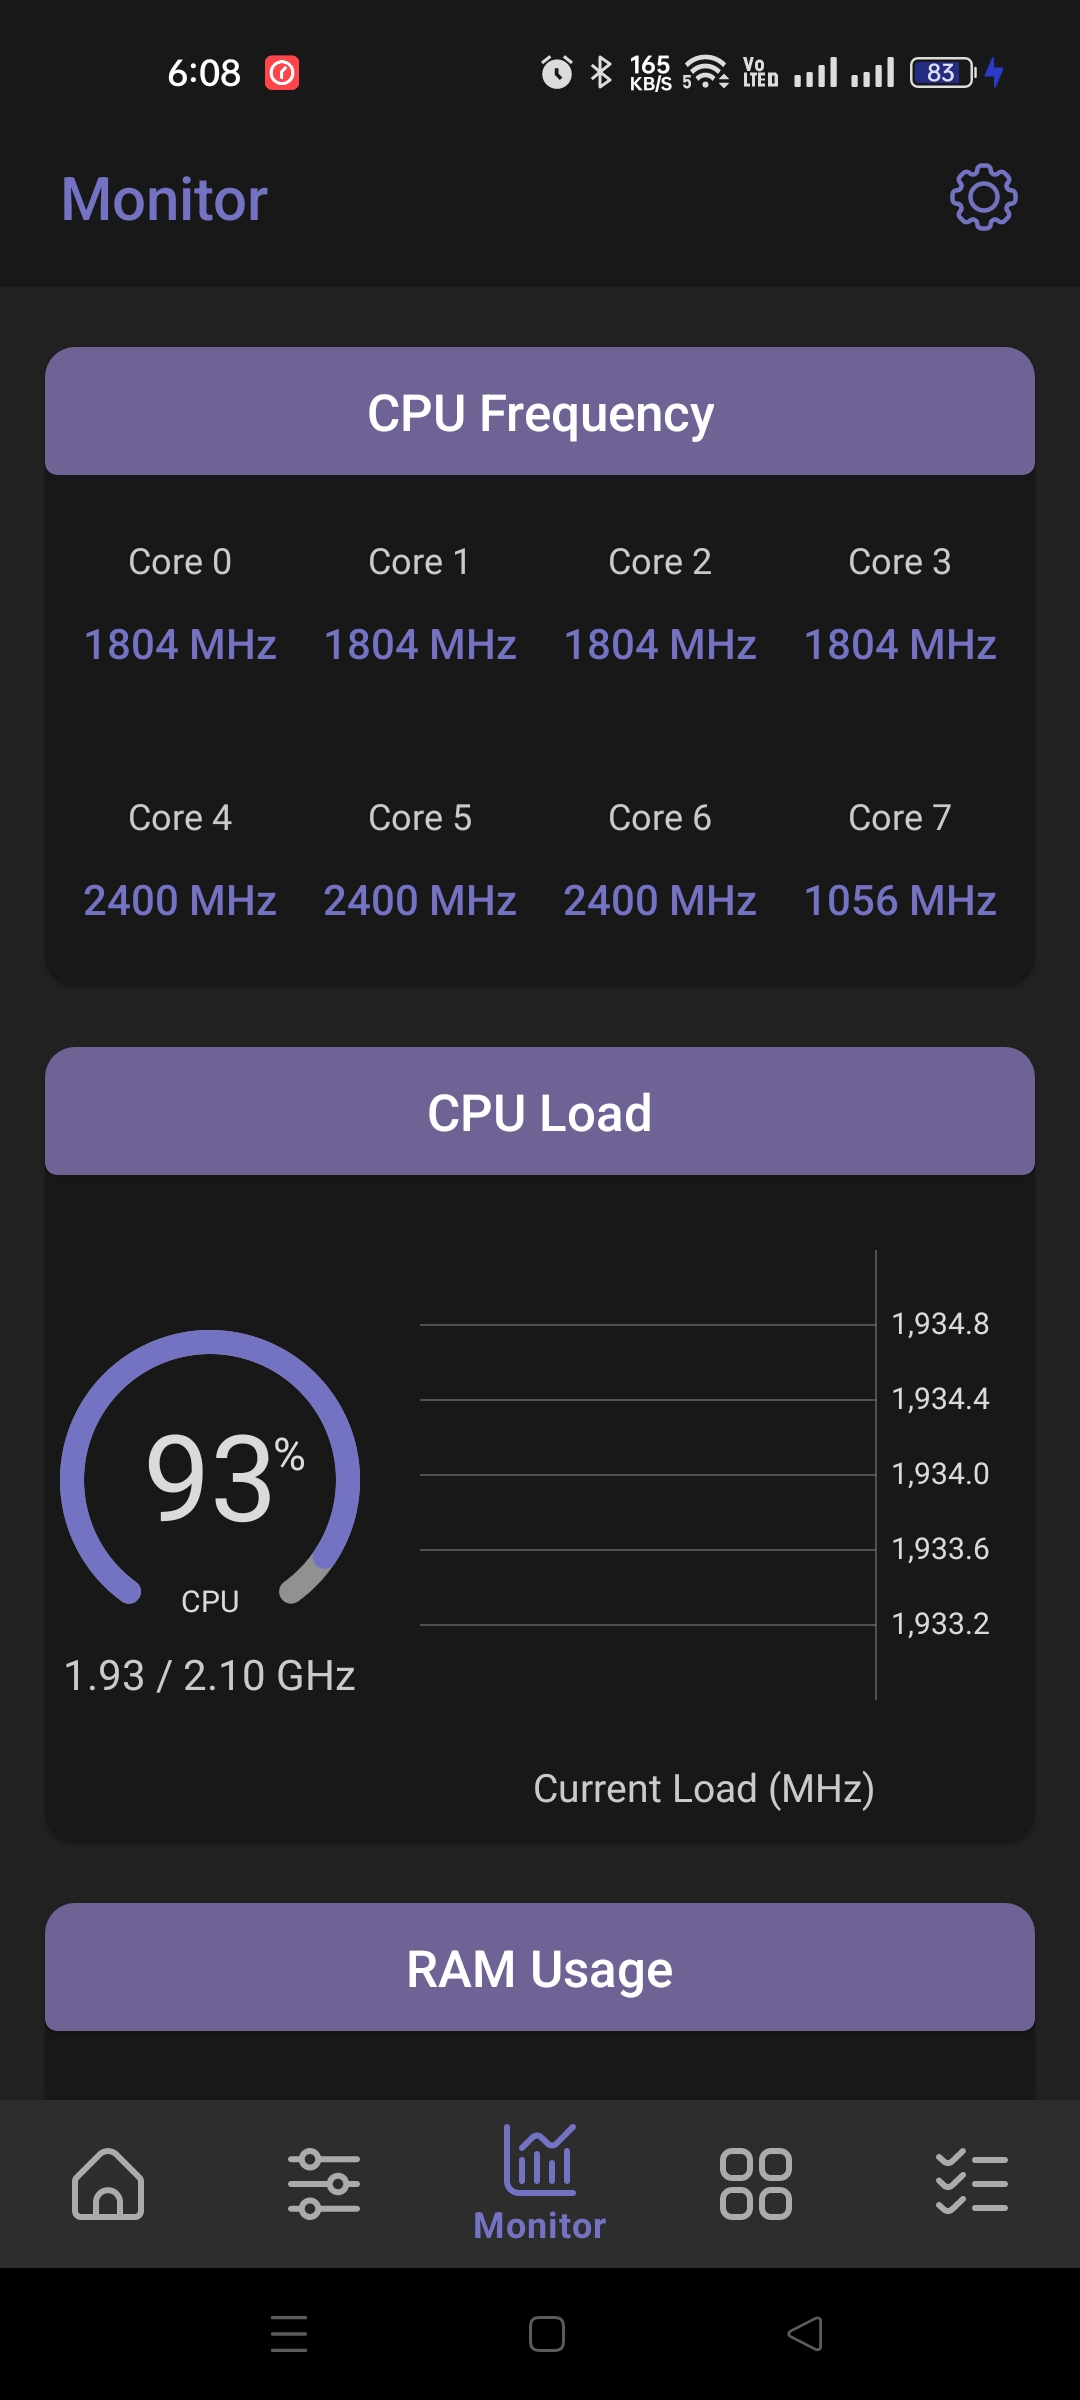 6:08 165 KB/S 5 Vo LTED 83
Monitor
CPU Frequency
Core 0 Core 1 Core 2 Core 3
1804 MHz 1804 MHz 1804 MHz 1804 MHz
Core 4 Core 5 Core 6 Core 7
2400 MHz 2400 MHz 2400 MHz 1056 MHz
CPU Load
1,934.8
1,934.4
93% 1,934.0
1,933.6
CPU 1,933.2
1.93 / 2.10 GHz
Current Load (MHz)
RAM Usage
Monitor